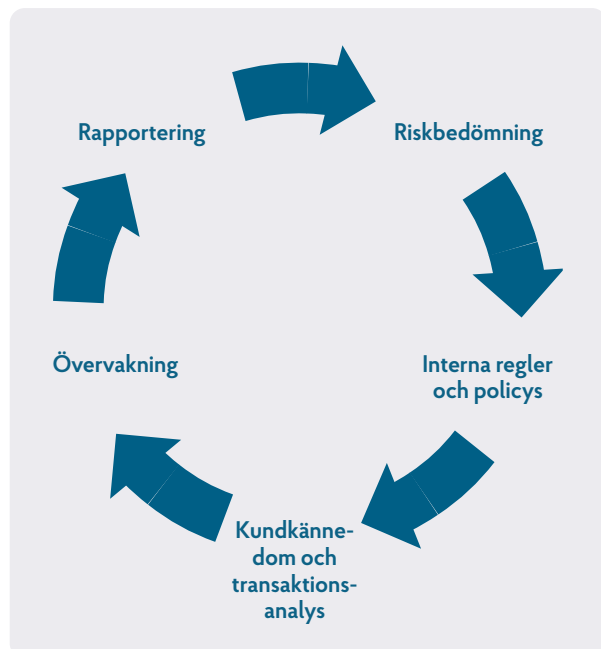 Rapportering
Riskbedömning
Övervakning
Interna regler
och policys
Kundkänne-
dom och
transaktions-
analys